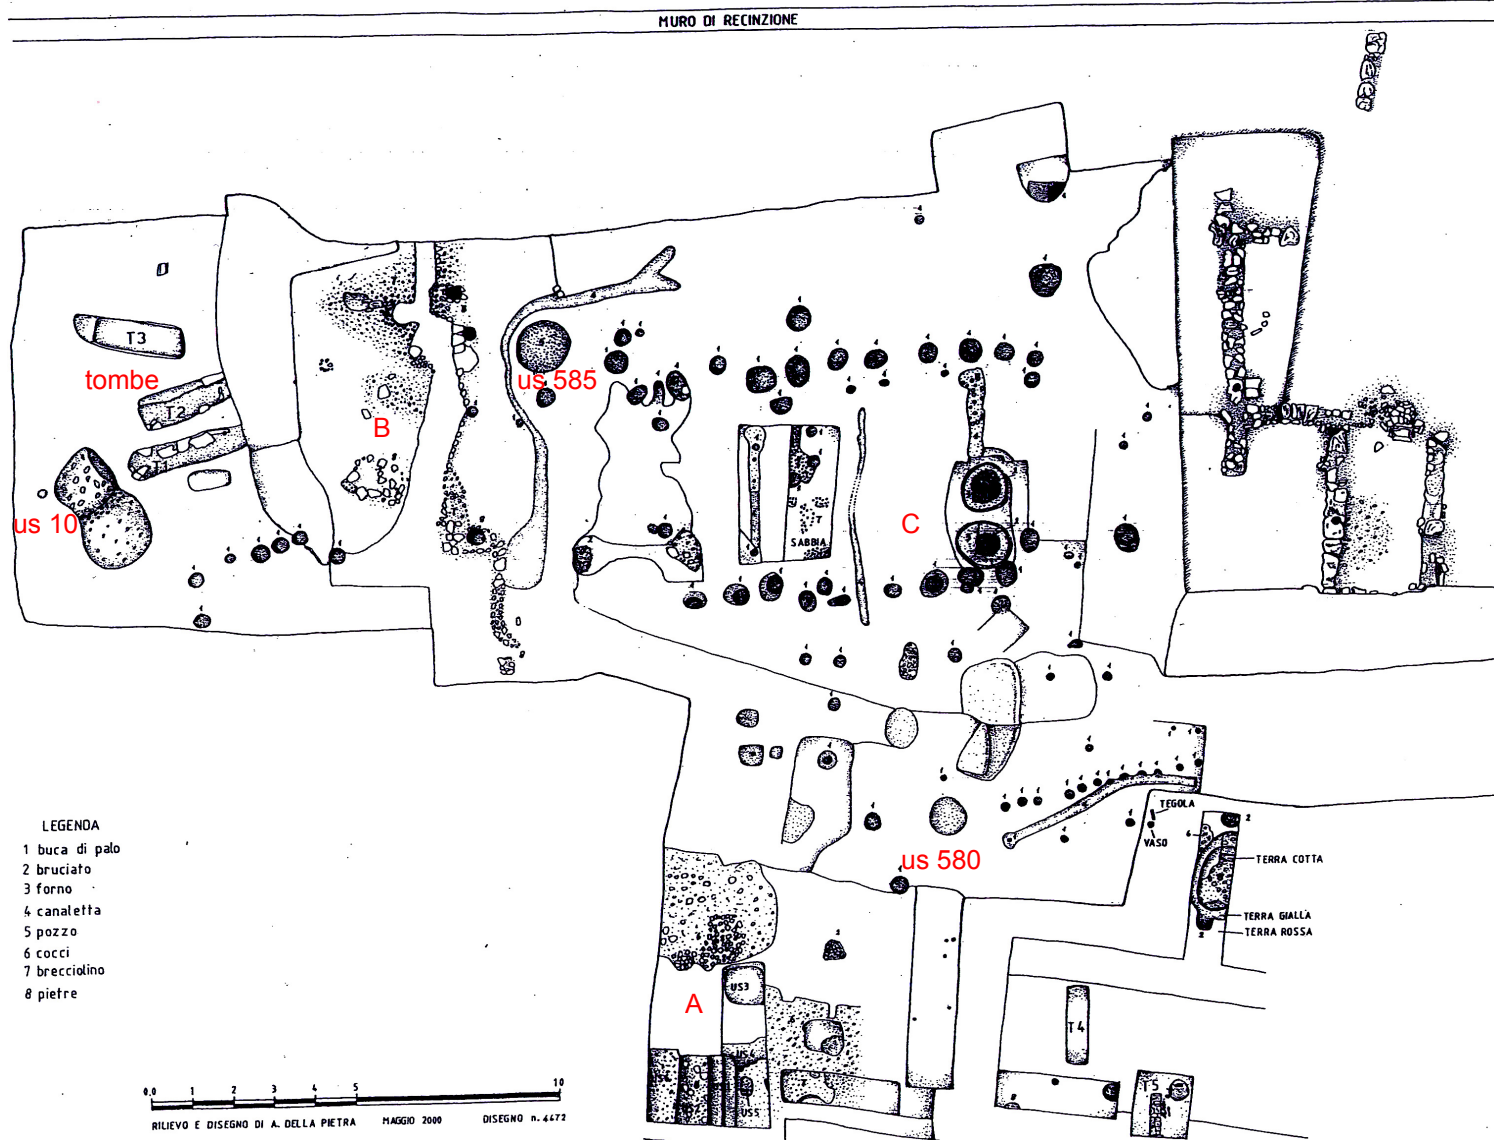 MURO DI RECINZIONE
T3
tombe
T2
T1
us 10
B
us 585
SABBIA
C
us 580
TEGOLA
VASO
TERRA COTTA
TERRA GIALLA
TERRA ROSSA
LEGENDA
1 buca di palo
2 bruciato
3 forno
4 canaletta
5 pozzo
6 cocci
7 brecciolino
8 pietre
US3
A
US4
US5
T4
T5
0,0 1 2 3 4 5 10
RILIEVO E DISEGNO DI A. DELLA PIETRA MAGGIO 2000 DISEGNO n. 4472